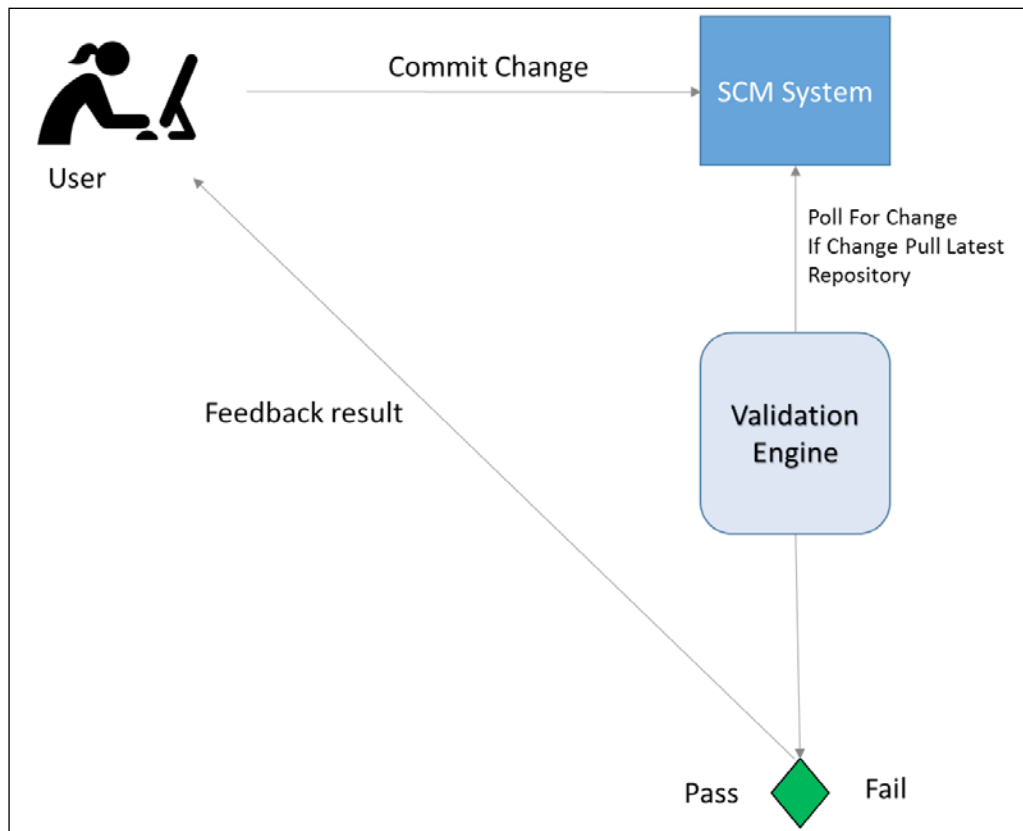 Commit Change
SCM System
User
Poll For Change
If Change Pull Latest
Repository
Feedback result
Validation
Engine
Pass
Fail